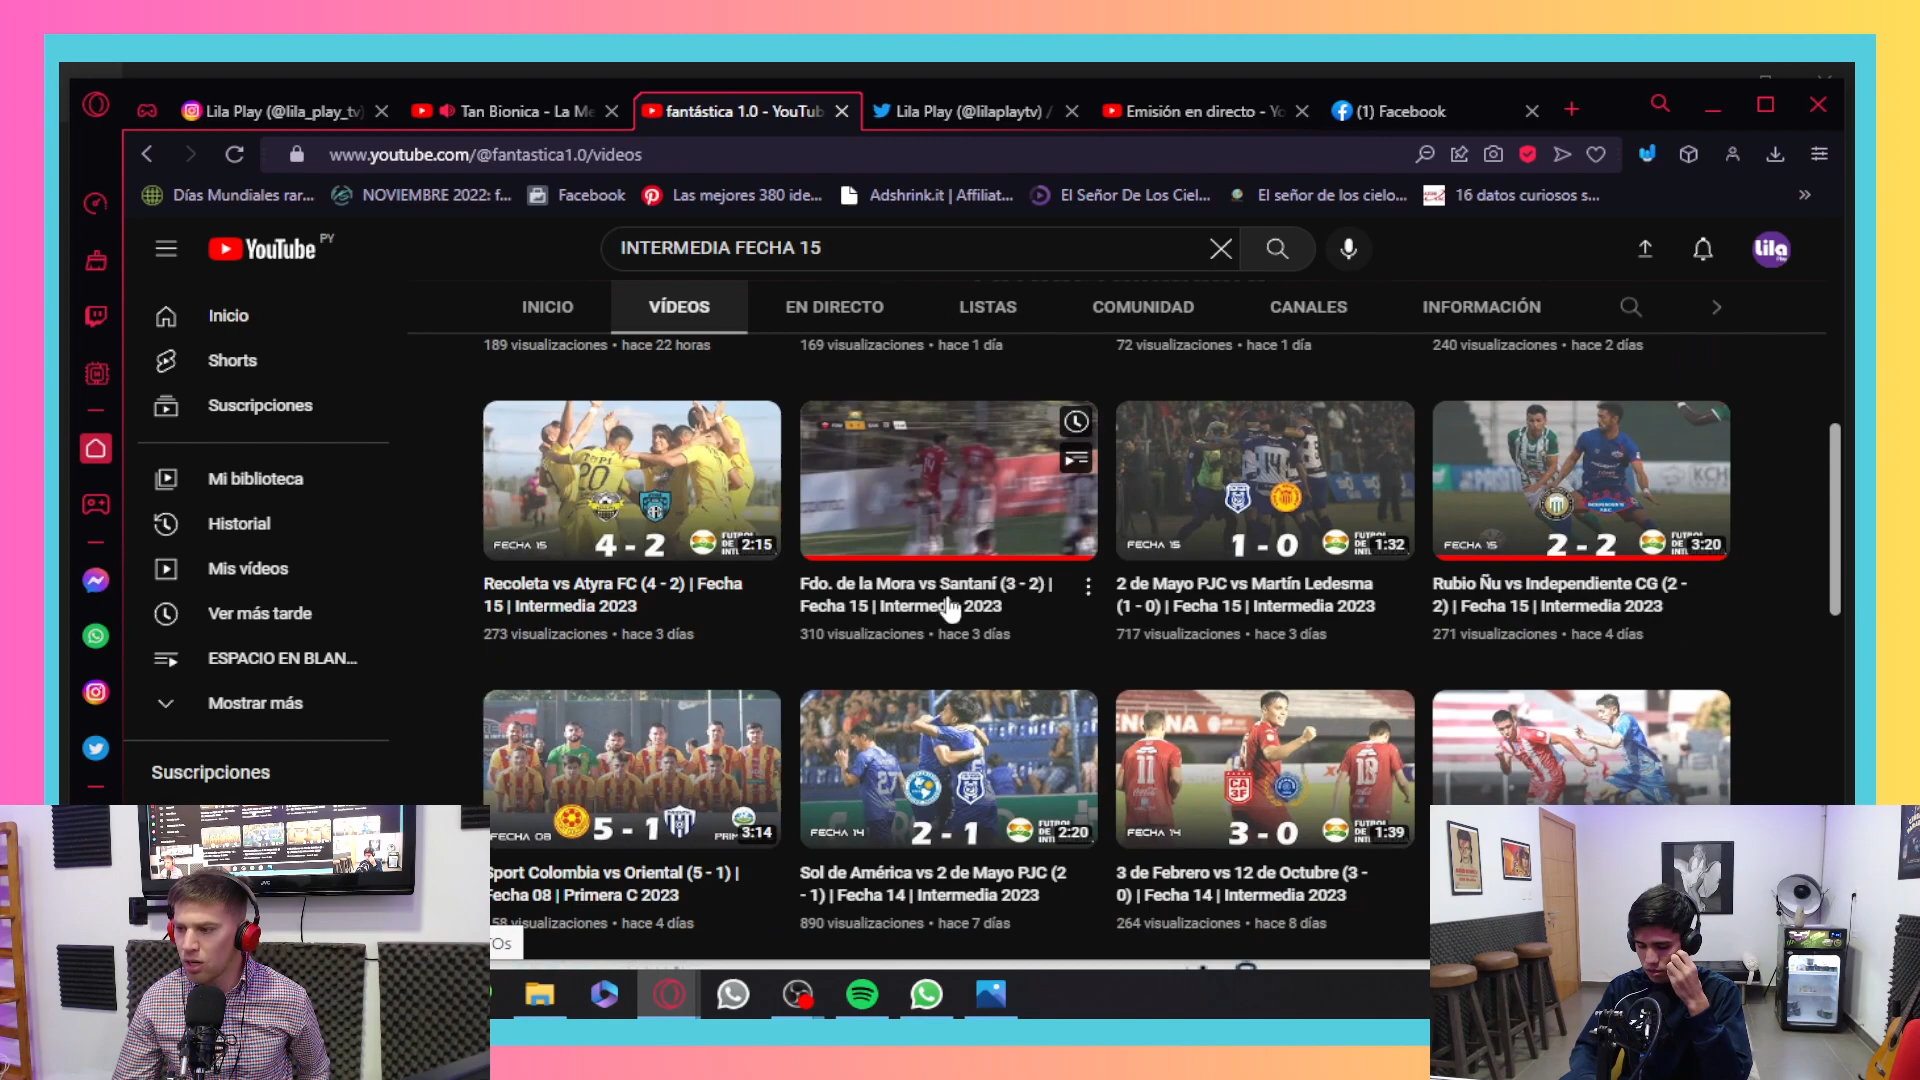 Lila Play (@lila_play_tv)
Tan Bionica - La Me
fantástica 1.0 - YouTub
Lila Play (@lilaplaytv) /
Emisión en directo - Yo
(1) Facebook
www.youtube.com/@fantastica1.0/videos
Días Mundiales rar...
NOVIEMBRE 2022: f...
Facebook
Las mejores 380 ide...
Adshrink.it | Affiliat...
El Señor De Los Ciel...
El señor de los cielo...
16 datos curiosos s...
YouTube PY
INTERMEDIA FECHA 15
lila
INICIO
VÍDEOS
EN DIRECTO
LISTAS
COMUNIDAD
CANALES
INFORMACIÓN
Inicio
Shorts
Suscripciones
Mi biblioteca
Historial
Mis vídeos
Ver más tarde
ESPACIO EN BLAN...
Mostrar más
Suscripciones
189 visualizaciones • hace 22 horas
169 visualizaciones • hace 1 día
72 visualizaciones • hace 1 día
240 visualizaciones • hace 2 días
FECHA 15
4 - 2
2:15
Recoleta vs Atyra FC (4 - 2) | Fecha
15 | Intermedia 2023
273 visualizaciones • hace 3 días
Fdo. de la Mora vs Santaní (3 - 2) |
Fecha 15 | Intermedia 2023
310 visualizaciones • hace 3 días
FECHA 15
1 - 0
1:32
2 de Mayo PJC vs Martín Ledesma
(1 - 0) | Fecha 15 | Intermedia 2023
717 visualizaciones • hace 3 días
FECHA 15
2 - 2
3:20
Rubio Ñu vs Independiente CG (2 -
2) | Fecha 15 | Intermedia 2023
271 visualizaciones • hace 4 días
FECHA 08
5 - 1
PRIM
3:14
Sport Colombia vs Oriental (5 - 1) |
Fecha 08 | Primera C 2023
58 visualizaciones • hace 4 días
FECHA 14
2 - 1
2:20
Sol de América vs 2 de Mayo PJC (2
- 1) | Fecha 14 | Intermedia 2023
890 visualizaciones • hace 7 días
FECHA 14
3 - 0
1:39
3 de Febrero vs 12 de Octubre (3 -
0) | Fecha 14 | Intermedia 2023
264 visualizaciones • hace 8 días